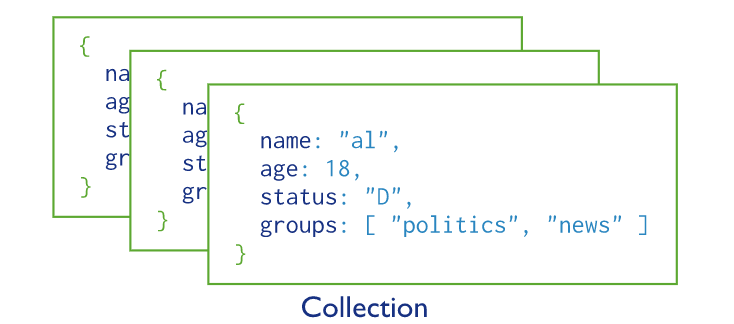 {
na
ag
st
gr
}
{
na
ag
st
gr
}
{
name: "al",
age: 18,
status: "D",
groups: [ "politics", "news" ]
}
Collection